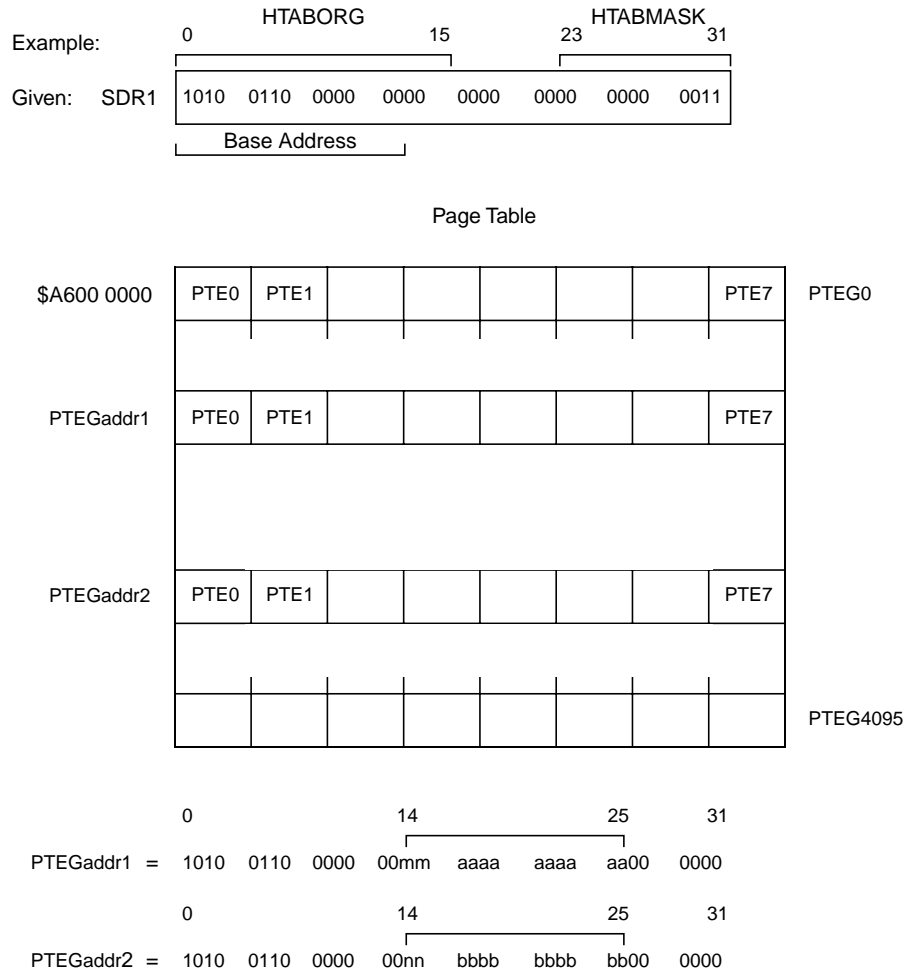 HTABORG HTABMASK
Example: 0 15 23 31
Given: SDR1 1010 0110 0000 0000 0000 0000 0000 0011
Base Address
Page Table
$A600 0000 PTE0 PTE1 PTE7 PTEG0
PTEGaddr1 PTE0 PTE1 PTE7
PTEGaddr2 PTE0 PTE1 PTE7
PTEG4095
0 14 25 31
PTEGaddr1 = 1010 0110 0000 00mm aaaa aaaa aa00 0000
0 14 25 31
PTEGaddr2 = 1010 0110 0000 00nn bbbb bbbb bb00 0000